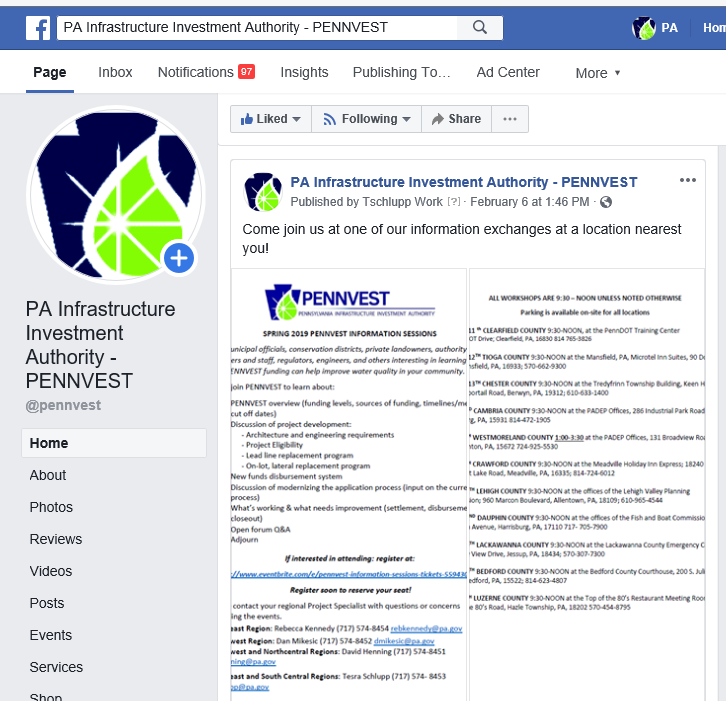 PA Infrastructure Investment Authority - PENNVEST
PA
Hom
Page
Inbox
Notifications 97
Insights
Publishing To…
Ad Center
More
Liked
Following
Share
PA Infrastructure
Investment
Authority -
PENNVEST
@pennvest
Home
About
Photos
Reviews
Videos
Posts
Events
Services
Shop
PA Infrastructure Investment Authority - PENNVEST
Published by Tschlupp Work [?] · February 6 at 1:46 PM ·
Come join us at one of our information exchanges at a location nearest
you!
PENNVEST
PENNSYLVANIA INFRASTRUCTURE INVESTMENT AUTHORITY
SPRING 2019 PENNVEST INFORMATION SESSIONS
unicipal officials, conservation districts, private landowners, authority
ers and staff, regulators, engineers, and others interested in learning
ENNVEST funding can help improve water quality in your community.
join PENNVEST to learn about:
PENNVEST overview (funding levels, sources of funding, timelines/me
cut off dates)
Discussion of project development:
- Architecture and engineering requirements
- Project Eligibility
- Lead line replacement program
- On-lot, lateral replacement program
New funds disbursement system
Discussion of modernizing the application process (input on the curre
process)
What's working & what needs improvement (settlement, disburseme
closeout)
Open forum Q&A
Adjourn
If interested in attending: register at:
://www.eventbrite.com/e/pennvest-information-sessions-tickets-559430
Register soon to reserve your seat!
contact your regional Project Specialist with questions or concerns
ing the events.
east Region: Rebecca Kennedy (717) 574-8454 rebkennedy@pa.gov
west Region: Dan Mikesic (717) 574-8452 dmikesic@pa.gov
west and Northcentral Regions: David Henning (717) 574-8451
ning@pa.gov
east and South Central Regions: Tesra Schlupp (717) 574- 8453
pp@pa.gov
ALL WORKSHOPS ARE 9:30 – NOON UNLESS NOTED OTHERWISE
Parking is available on-site for all locations
11 TH CLEARFIELD COUNTY 9:30-NOON, at the PennDOT Training Center
OT Drive; Clearfield, PA, 16830 814 765-3826
12TH TIOGA COUNTY 9:30-NOON at the Mansfield, PA, Microtel Inn Suites, 90 D
nsfield, PA, 16933; 570-662-9300
13TH CHESTER COUNTY 9:30-NOON at the Tredyffrinn Township Building, Keen H
portail Road, Berwyn, PA, 19312; 610-633-1400
CAMBRIA COUNTY 9:30-NOON at the PADEP Offices, 286 Industrial Park Road
g, PA, 15931 814-472-1905
WESTMORELAND COUNTY 1:00-3:30 at the PADEP Offices, 131 Broadview Ro
ton, PA, 15672 724-925-5530
CRAWFORD COUNTY 9:30-NOON at the Meadville Holiday Inn Express; 18240
t Lake Road, Meadville, PA, 16335; 814-724-6012
LEHIGH COUNTY 9:30-NOON at the offices of the Lehigh Valley Planning
ion; 960 Marcon Boulevard, Allentown, PA, 18109; 610-965-4544
DAUPHIN COUNTY 9:30-NOON at the offices of the Fish and Boat Commissio
Avenue, Harrisburg, PA, 17110 717- 705-7900
LACKAWANNA COUNTY 9:30-NOON at the Lackawanna County Emergency C
View Drive, Jessup, PA, 18434; 570-307-7300
BEDFORD COUNTY 9:30-NOON at the Bedford County Courthouse, 200 S. Juli
edford, PA, 15522; 814-623-4807
LUZERNE COUNTY 9:30-NOON at the Top of the 80's Restaurant Meeting Roo
e 80's Road, Hazle Township, PA, 18202 570-454-8795